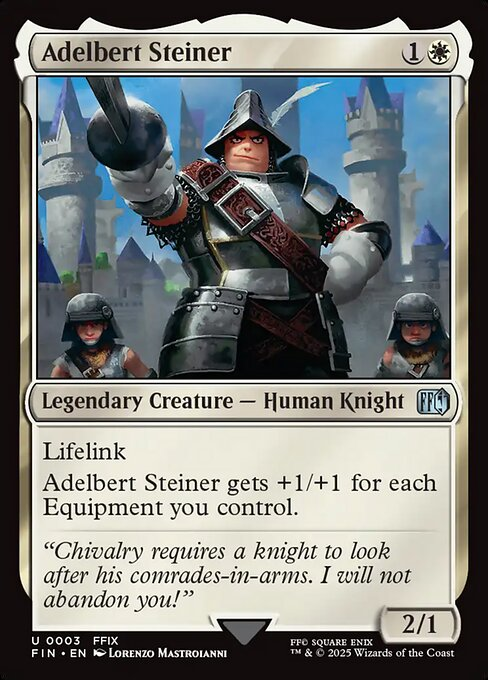 Adelbert Steiner 1
Legendary Creature — Human Knight FFIX
Lifelink
Adelbert Steiner gets +1/+1 for each
Equipment you control.
“Chivalry requires a knight to look
after his comrades-in-arms. I will not
abandon you!”
2/1
U 0003 FFIX
FIN • EN Lorenzo Mastroianni
FF© SQUARE ENIX
™ & © 2025 Wizards of the Coast